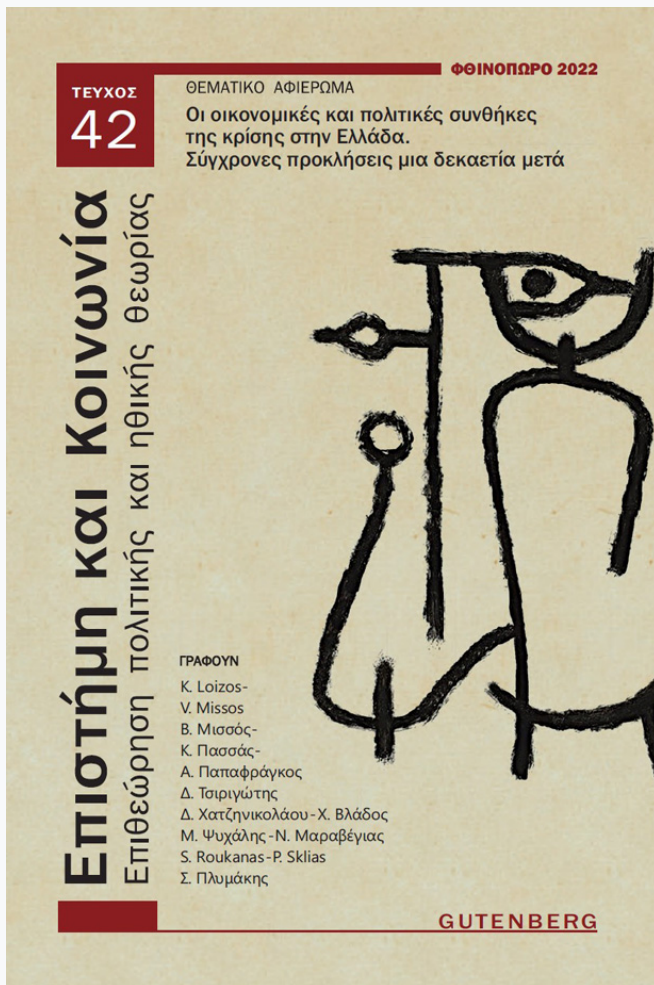 ΤΕΥΧΟΣ
42
ΦΘΙΝΟΠΩΡΟ 2022
ΘΕΜΑΤΙΚΟ ΑΦΙΕΡΩΜΑ
Οι οικονομικές και πολιτικές συνθήκες
της κρίσης στην Ελλάδα.
Σύγχρονες προκλήσεις μια δεκαετία μετά
Επιστήμη και Κοινωνία
Επιθεώρηση πολιτικής και ηθικής θεωρίας
ΓΡΑΦΟΥΝ
K. Loizos-
V. Missos
Β. Μισσός-
Κ. Πασσάς-
Α. Παπαφράγκος
Δ. Τσιριγώτης
Δ. Χατζηνικολάου-Χ. Βλάδος
Μ. Ψυχάλης-Ν. Μαραβέγιας
S. Roukanas-P. Sklias
Σ. Πλυμάκης
GUTENBERG